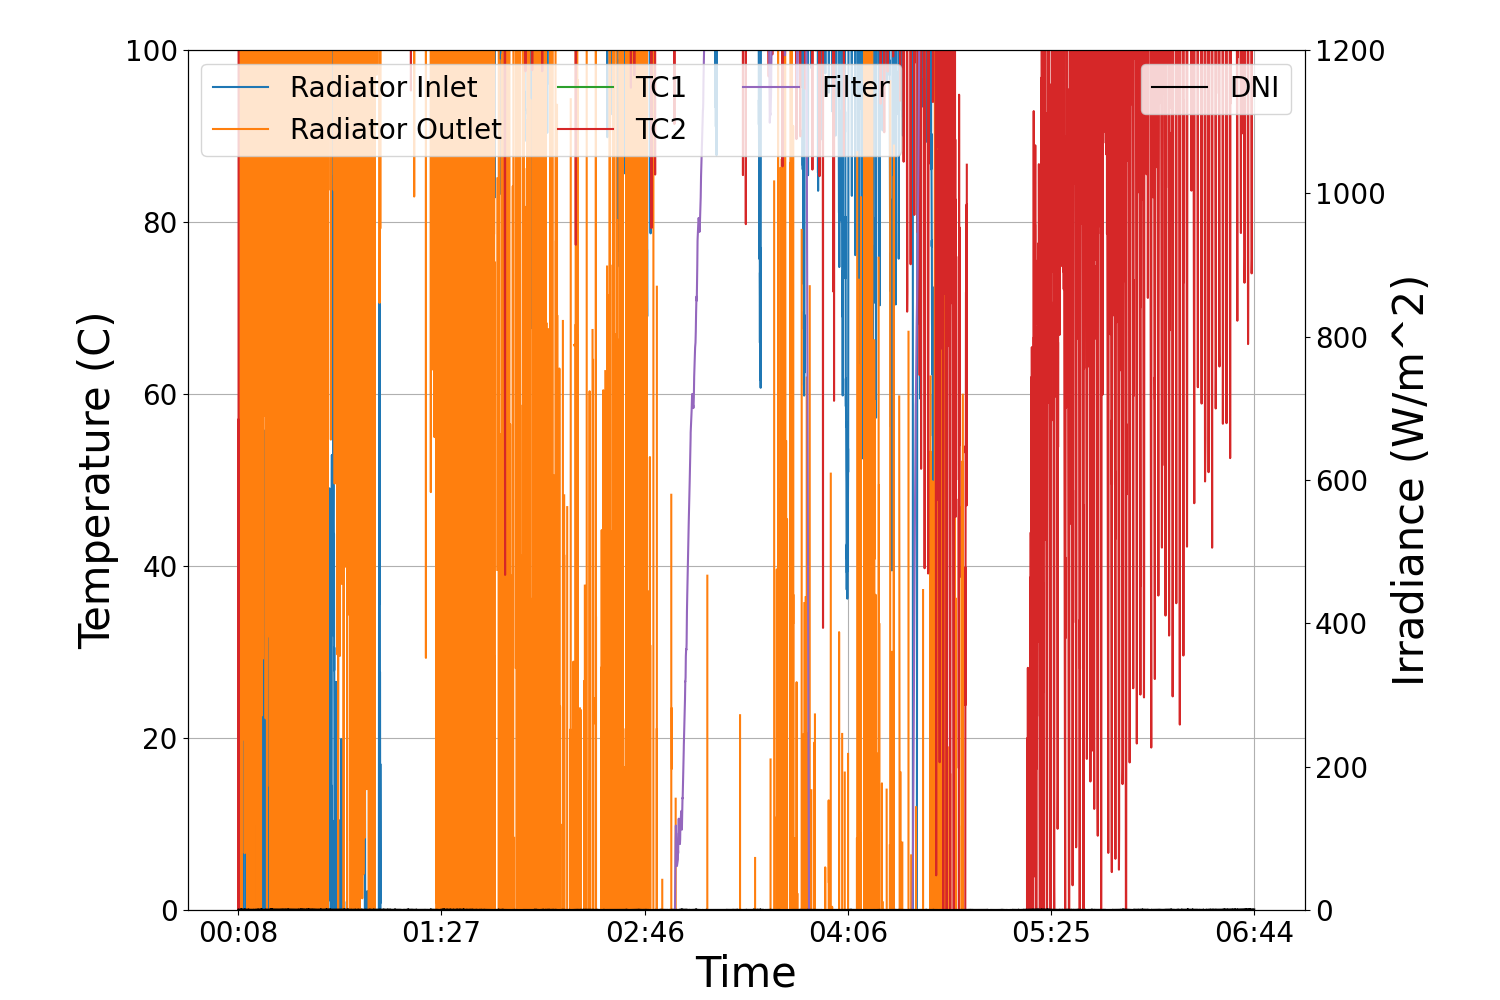 100
80
60
40
20
0
Temperature (C)
Radiator Inlet
Radiator Outlet
TC1
TC2
Filter
DNI
1200
1000
800
600
400
200
0
Irradiance (W/m^2)
00:08
01:27
02:46
04:06
05:25
06:44
Time